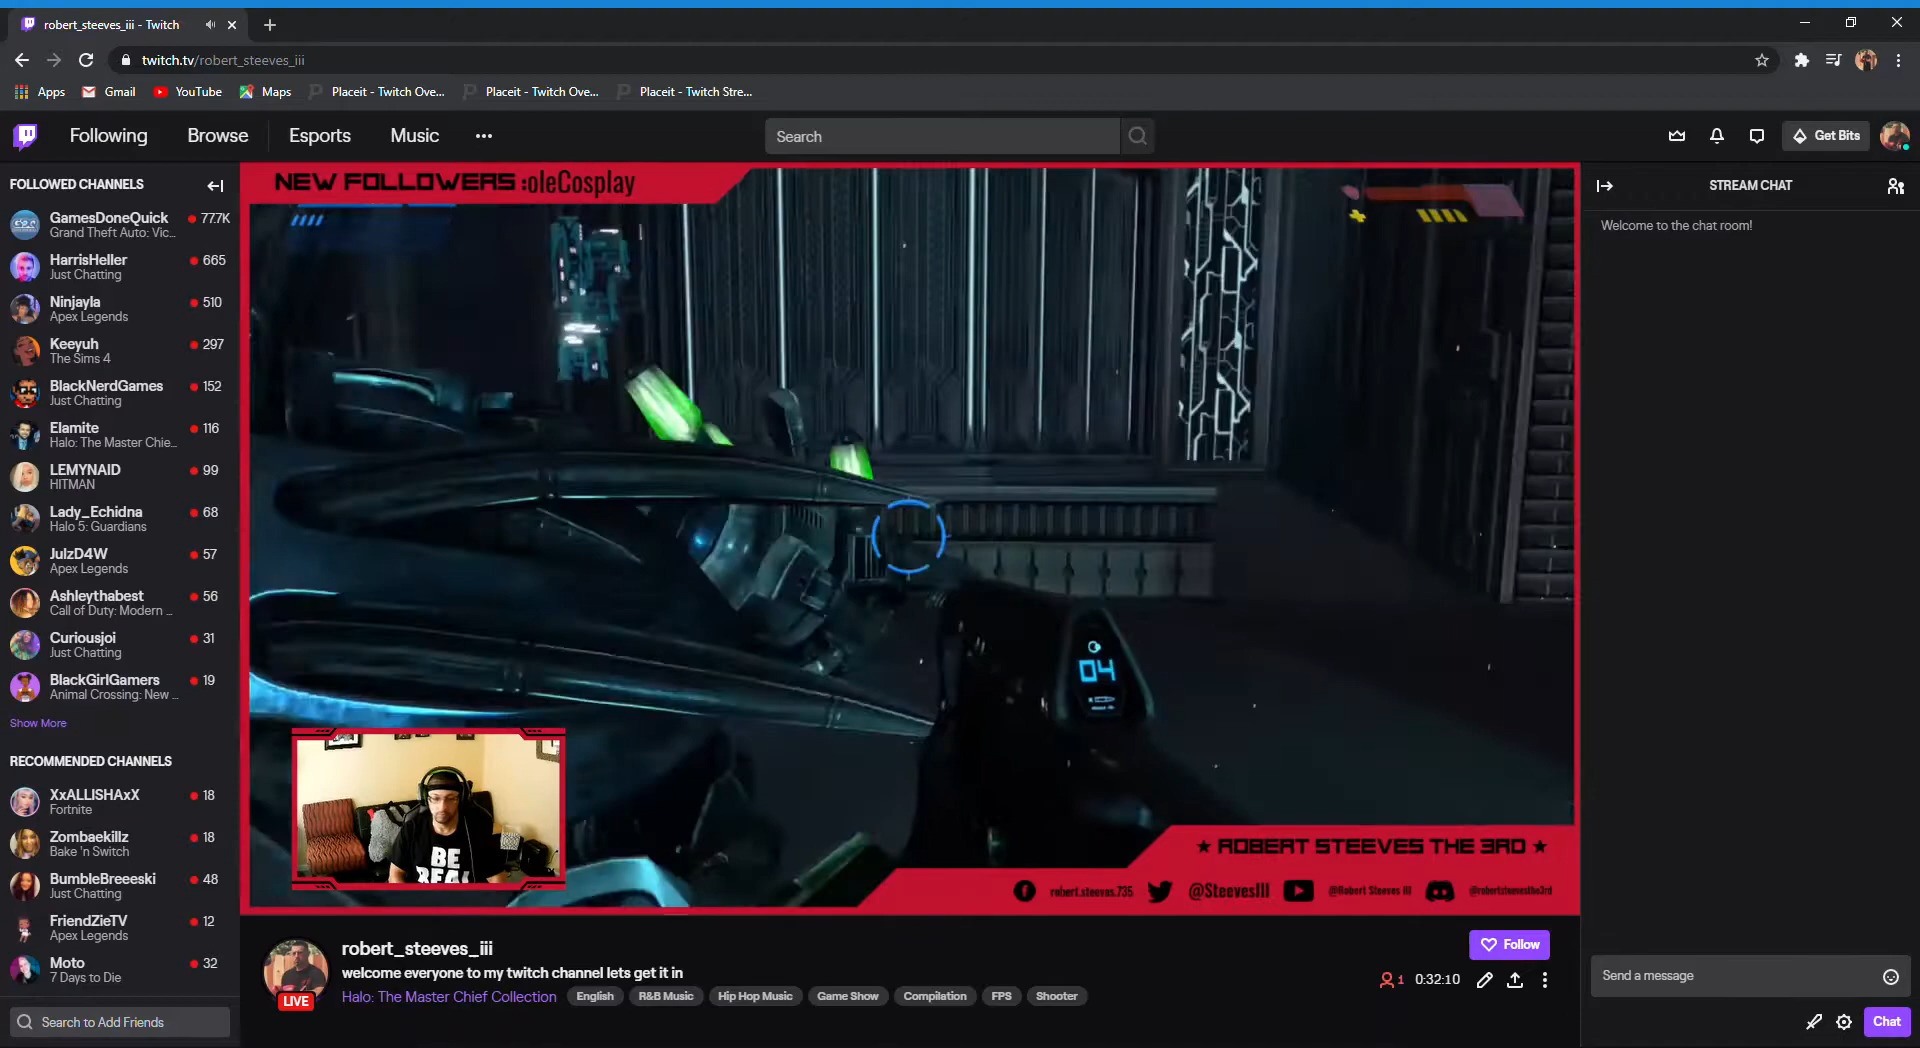 robert_steeves_iii - Twitch
twitch.tv/robert_steeves_iii
Apps
Gmail
YouTube
Maps
Placeit - Twitch Ove...
Placeit - Twitch Ove...
Placeit - Twitch Stre...
Following
Browse
Esports
Music
Search
Get Bits
FOLLOWED CHANNELS
GamesDoneQuick 77.7K
Grand Theft Auto: Vic...
HarrisHeller 665
Just Chatting
Ninjayla 510
Apex Legends
Keeyuh 297
The Sims 4
BlackNerdGames 152
Just Chatting
Elamite 116
Halo: The Master Chie...
LEMYNAID 99
HITMAN
Lady_Echidna 68
Halo 5: Guardians
JulzD4W 57
Apex Legends
Ashleythabest 56
Call of Duty: Modern ...
Curiousjoi 31
Just Chatting
BlackGirlGamers 19
Animal Crossing: New ...
Show More
RECOMMENDED CHANNELS
XxALLISHAxX 18
Fortnite
Zombaekillz 18
Bake 'n Switch
BumbleBreeeski 48
Just Chatting
FriendZieTV 12
Apex Legends
Moto 32
7 Days to Die
Search to Add Friends
NEW FOLLOWERS :oleCosplay
04
BE
REAL
★ ROBERT STEEVES THE 3RD ★
robert.steeves.735
@SteevesIII
@Robert Steeves III
@robertsteevesthe3rd
LIVE
robert_steeves_iii
welcome everyone to my twitch channel lets get it in
Halo: The Master Chief Collection
English
R&B Music
Hip Hop Music
Game Show
Compilation
FPS
Shooter
Follow
1
0:32:10
STREAM CHAT
Welcome to the chat room!
Send a message
Chat